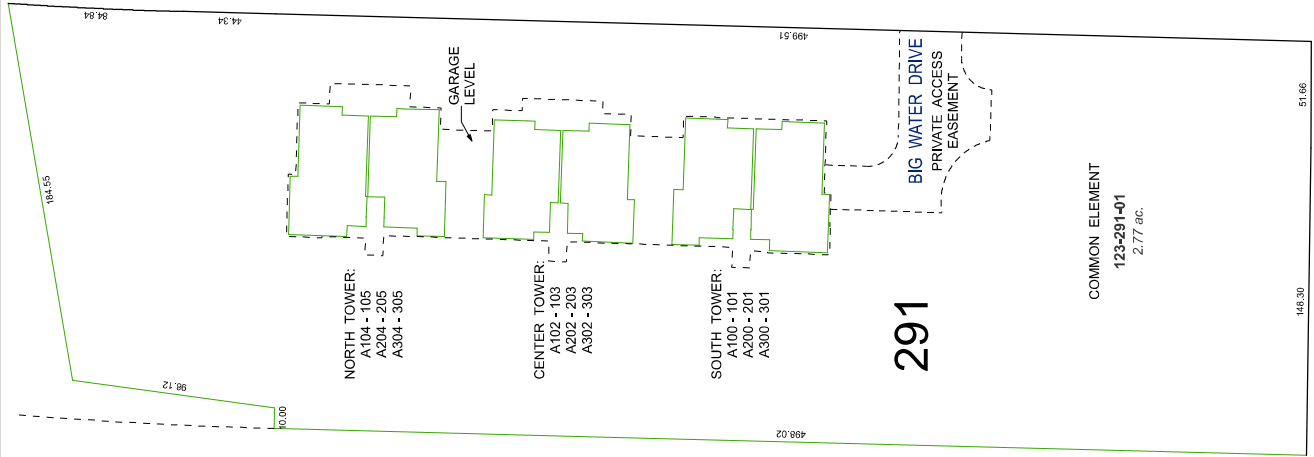 84.84
44.34
499.51
184.55
GARAGE
LEVEL
BIG WATER DRIVE
PRIVATE ACCESS
EASEMENT
51.66
NORTH TOWER:
A104 - 105
A204 - 205
A304 - 305
CENTER TOWER:
A102 - 103
A202 - 203
A302 - 303
SOUTH TOWER:
A100 - 101
A200 - 201
A300 - 301
291
COMMON ELEMENT
123-291-01
2.77 ac.
148.30
98.12
10.00
498.02